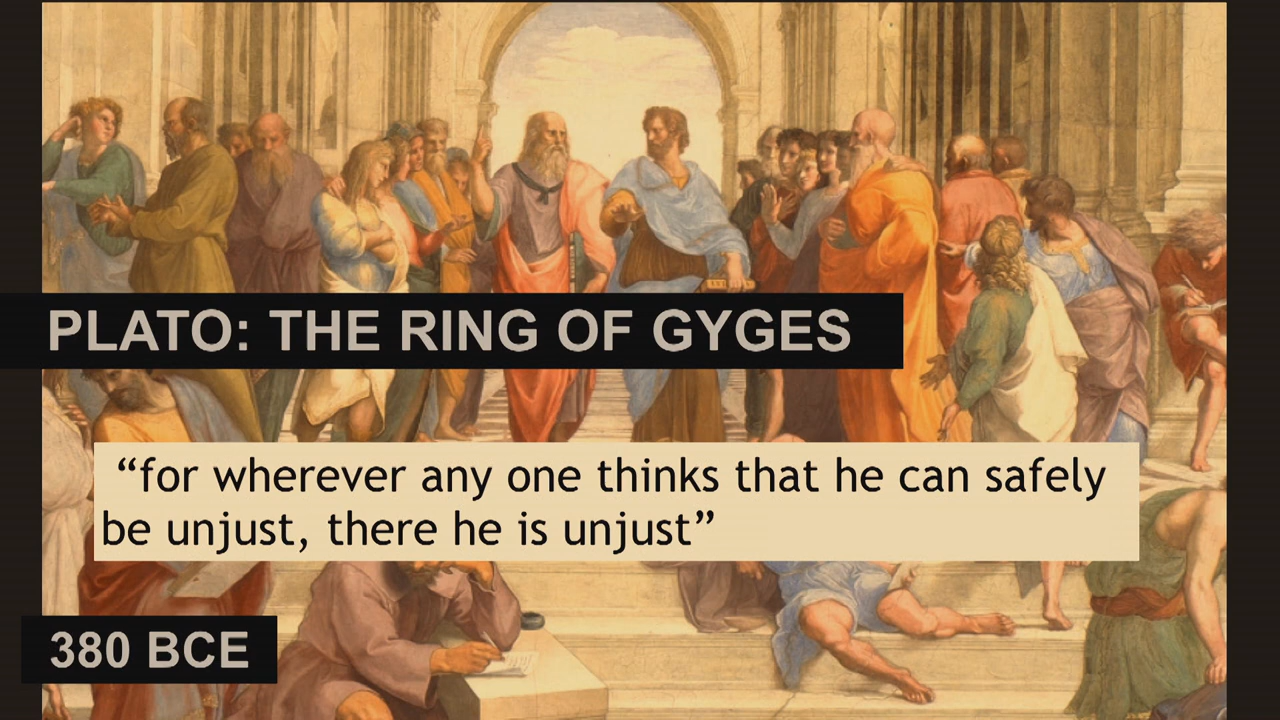 PLATO: THE RING OF GYGES
“for wherever any one thinks that he can safely
be unjust, there he is unjust”
380 BCE